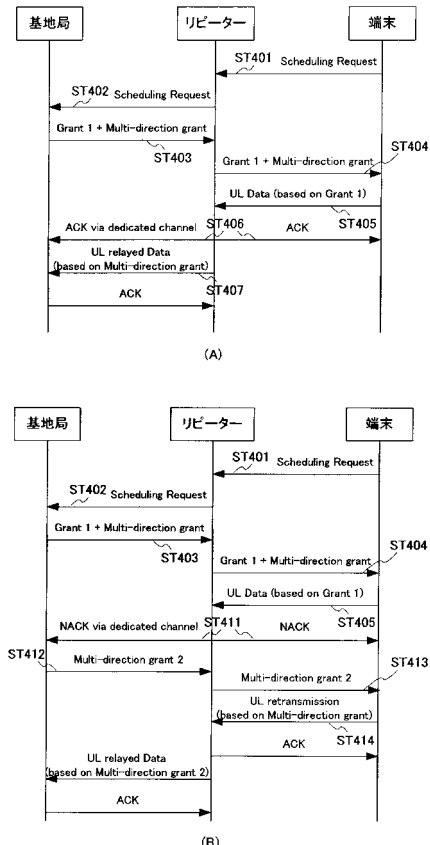 基地局 リピーター 端末
ST401 Scheduling Request
ST402 Scheduling Request
Grant 1 + Multi-direction grant
ST403
Grant 1 + Multi-direction grant ST404
UL Data (based on Grant 1)
ST405
ACK via dedicated channel ST406 ACK
UL relayed Data
(based on Multi-direction grant)
ST407
ACK
(A)
基地局 リピーター 端末
ST401 Scheduling Request
ST402 Scheduling Request
Grant 1 + Multi-direction grant
ST403
Grant 1 + Multi-direction grant ST404
UL Data (based on Grant 1)
ST405
NACK via dedicated channel ST411 NACK
ST412 Multi-direction grant 2
Multi-direction grant 2 ST413
UL retransmission
(based on Multi-direction grant)
ST414
ACK
UL relayed Data
(based on Multi-direction grant 2)
ACK
(B)